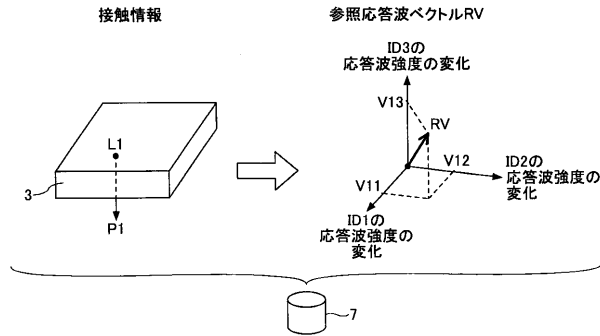 接触情報
参照応答波ベクトルRV
ID3の
応答波強度の変化
V13
RV
V12
ID2の
応答波強度の
変化
V11
ID1の
応答波強度の
変化
L1
3
P1
7